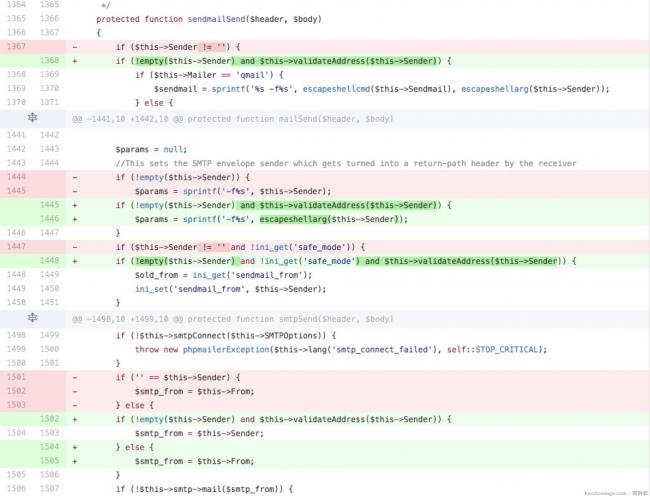 1364 1365 */
1365 1366 protected function sendmailSend($header, $body)
1366 1367 {
1367 - if ($this->Sender != '') {
1368 + if (!empty($this->Sender) and $this->validateAddress($this->Sender)) {
1368 1369 if ($this->Mailer == 'qmail') {
1369 1370 $sendmail = sprintf('%s -f%s', escapeshellcmd($this->Sendmail), escapeshellarg($this->Sender));
1370 1371 } else {
@@ -1441,10 +1442,10 @@ protected function mailSend($header, $body)
1441 1442
1442 1443 $params = null;
1443 1444 //This sets the SMTP envelope sender which gets turned into a return-path header by the receiver
1444 - if (!empty($this->Sender)) {
1445 - $params = sprintf('-f%s', $this->Sender);
1445 + if (!empty($this->Sender) and $this->validateAddress($this->Sender)) {
1446 + $params = sprintf('-f%s', escapeshellarg($this->Sender));
1446 1447 }
1447 - if ($this->Sender != '' and !ini_get('safe_mode')) {
1448 + if (!empty($this->Sender) and !ini_get('safe_mode') and $this->validateAddress($this->Sender)) {
1448 1449 $old_from = ini_get('sendmail_from');
1449 1450 ini_set('sendmail_from', $this->Sender);
1450 1451 }
@@ -1498,10 +1499,10 @@ protected function smtpSend($header, $body)
1498 1499 if (!$this->smtpConnect($this->SMTPOptions)) {
1499 1500 throw new phpmailerException($this->lang('smtp_connect_failed'), self::STOP_CRITICAL);
1500 1501 }
1501 - if ('' == $this->Sender) {
1502 - $smtp_from = $this->From;
1503 - } else {
1502 + if (!empty($this->Sender) and $this->validateAddress($this->Sender)) {
1504 1503 $smtp_from = $this->Sender;
1504 + } else {
1505 + $smtp_from = $this->From;
1505 1506 }
1506 1507 if (!$this->smtp->mail($smtp_from)) {